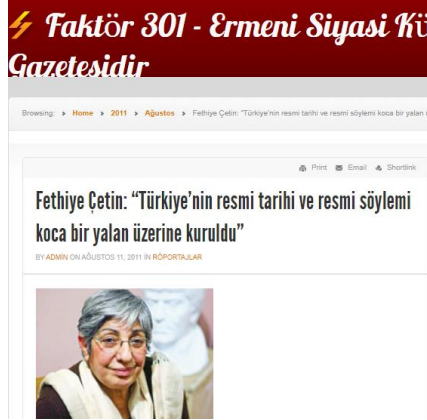 Faktör 301 - Ermeni Siyasi Kü
Gazetesidir
Browsing: » Home » 2011 » Ağustos » Fethiye Çetin: “Türkiye'nin resmi tarihi ve resmi söylemi koca bir yalan
Print Email Shortlink
Fethiye Çetin: “Türkiye'nin resmi tarihi ve resmi söylemi
koca bir yalan üzerine kuruldu”
BY ADMIN ON AĞUSTOS 11, 2011 IN RÖPORTAJLAR